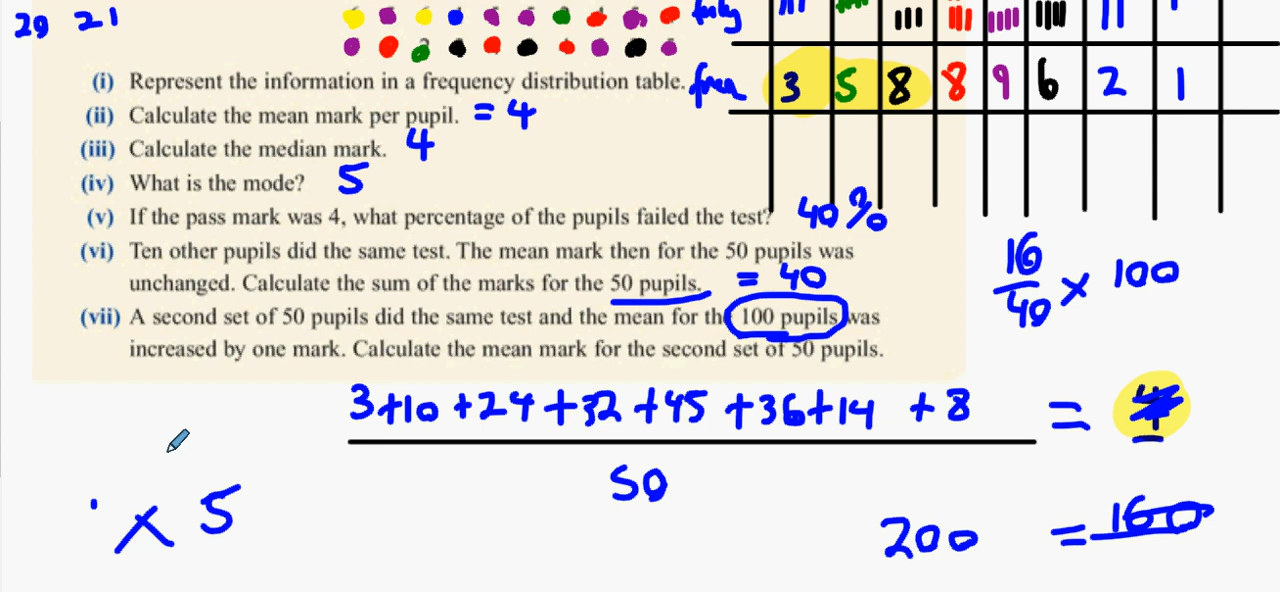 29 21
freq 3 5 8 8 9 6 2 1
(i) Represent the information in a frequency distribution table.
(ii) Calculate the mean mark per pupil. = 4
(iii) Calculate the median mark. 4
(iv) What is the mode? 5
(v) If the pass mark was 4, what percentage of the pupils failed the test? 40%
(vi) Ten other pupils did the same test. The mean mark then for the 50 pupils was
unchanged. Calculate the sum of the marks for the 50 pupils. = 40
16
40 × 100
(vii) A second set of 50 pupils did the same test and the mean for the 100 pupils was
increased by one mark. Calculate the mean mark for the second set of 50 pupils.
3+10+24+32+45+36+14+8 = 4
50
× 5
200 = 160